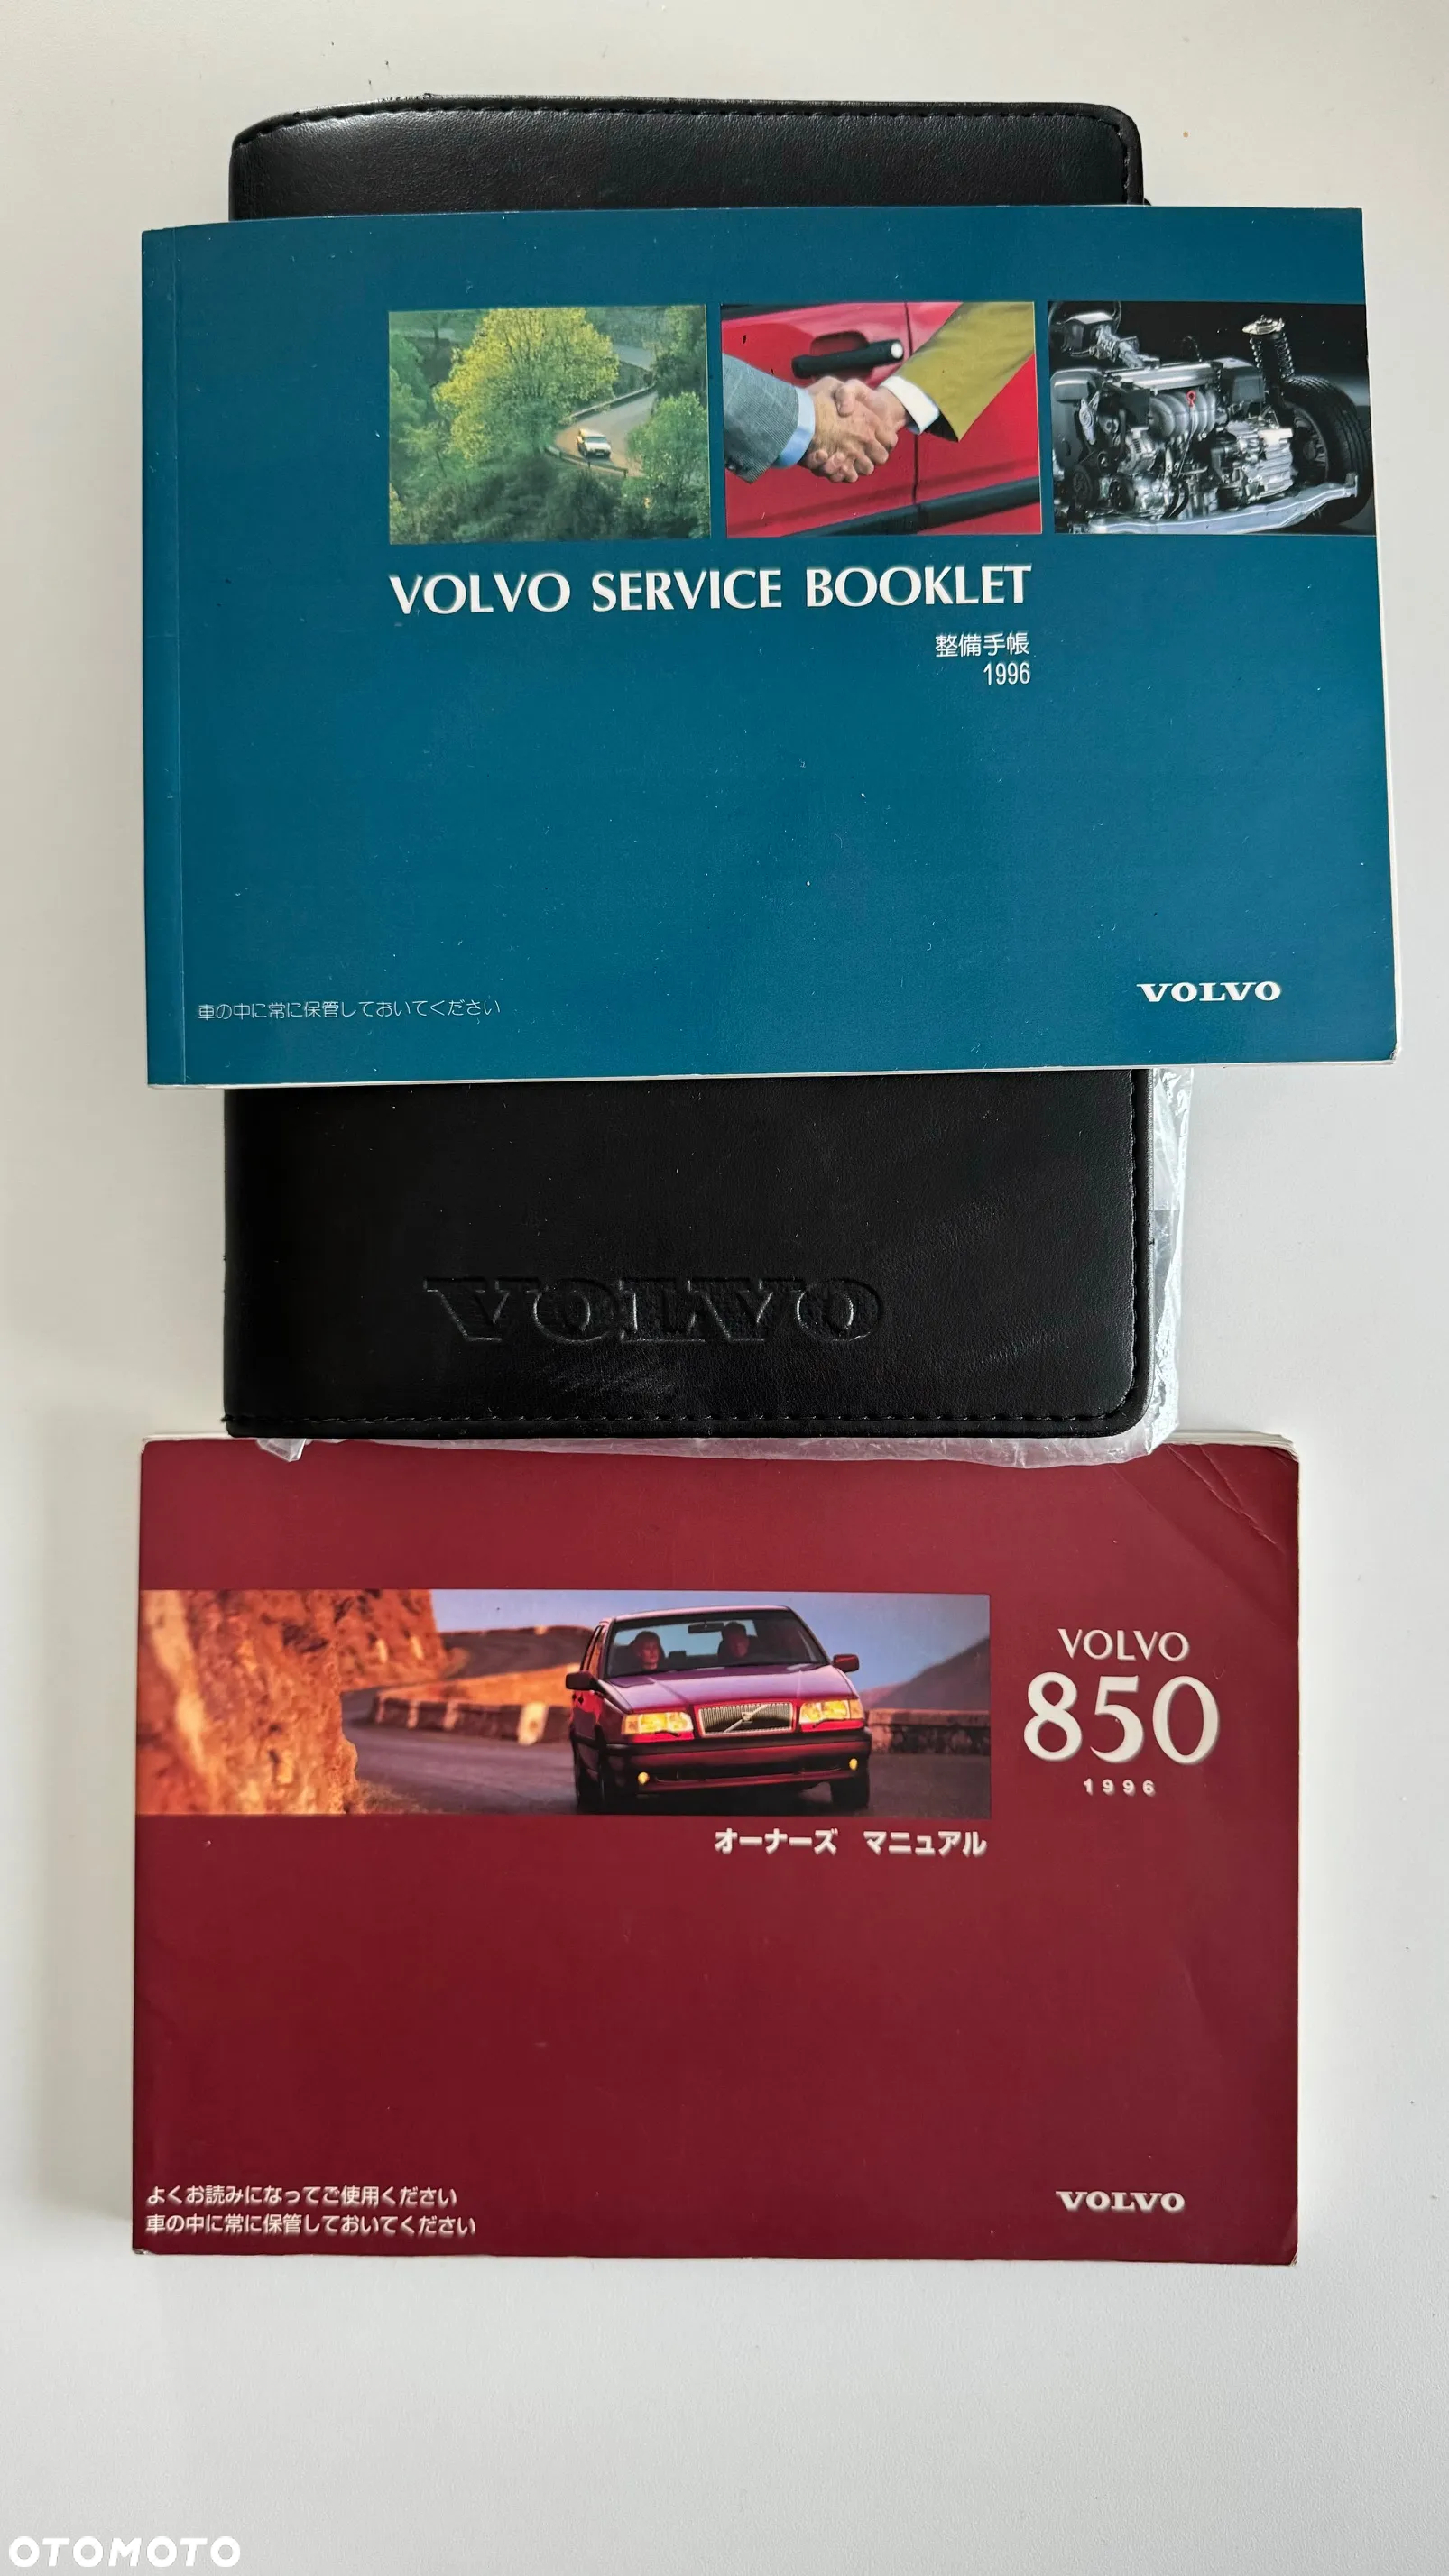 VOLVO SERVICE BOOKLET
整備手帳
1996
車の中に常に保管しておいてください
VOLVO
VOLVO
VOLVO
850
1996
オーナーズ マニュアル
よくお読みになってご使用ください
車の中に常に保管しておいてください
VOLVO
OTOMOTO